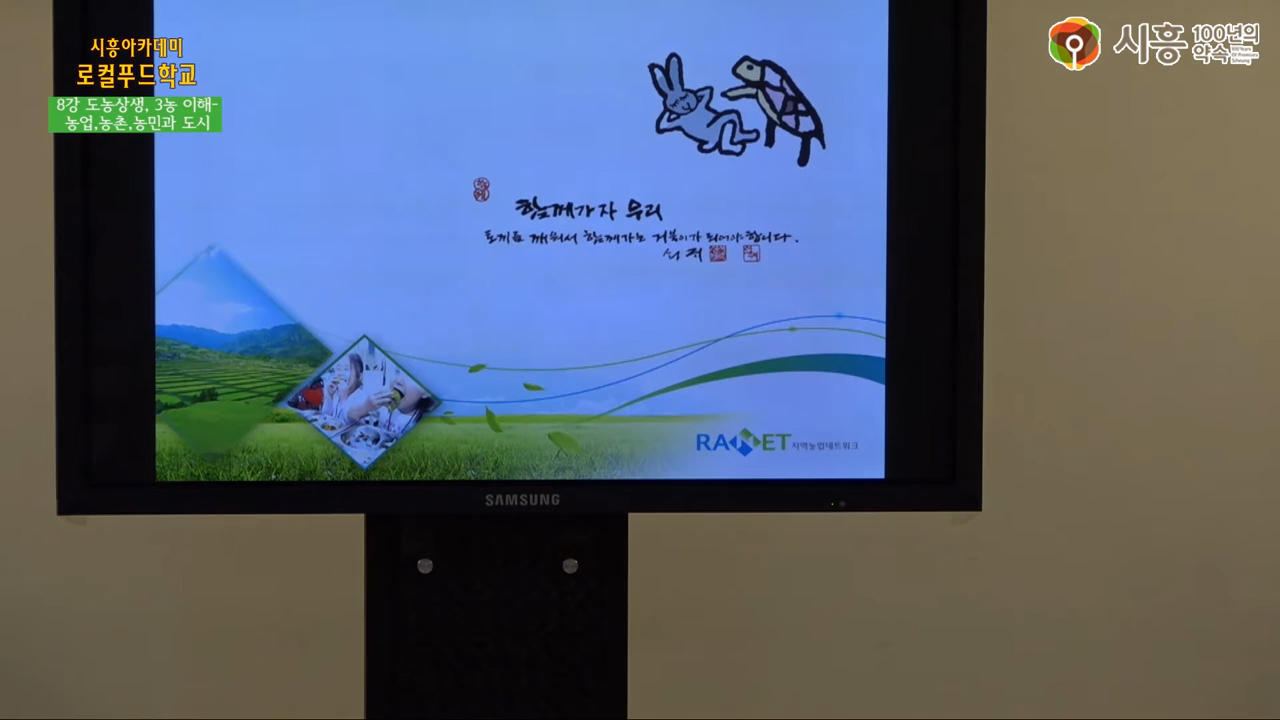 시흥아카데미
로컬푸드학교
8강 도농상생, 3농 이해-
농업,농촌,농민과 도시
시흥 100년의
약속
함께가자 우리
토끼를 깨워서 함께가는 거북이가 되어야 합니다.
RANET 지역농업네트워크
SAMSUNG